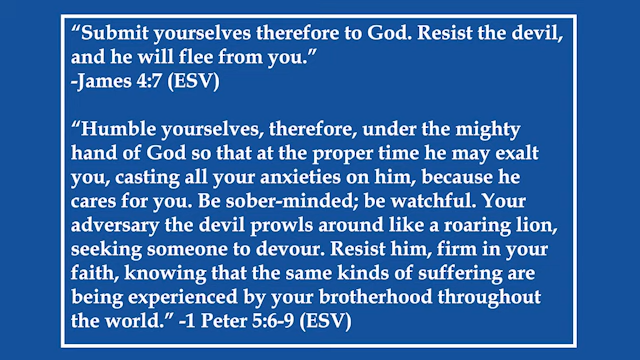 “Submit yourselves therefore to God. Resist the devil,
and he will flee from you.”
-James 4:7 (ESV)
“Humble yourselves, therefore, under the mighty
hand of God so that at the proper time he may exalt
you, casting all your anxieties on him, because he
cares for you. Be sober-minded; be watchful. Your
adversary the devil prowls around like a roaring lion,
seeking someone to devour. Resist him, firm in your
faith, knowing that the same kinds of suffering are
being experienced by your brotherhood throughout
the world.” -1 Peter 5:6-9 (ESV)